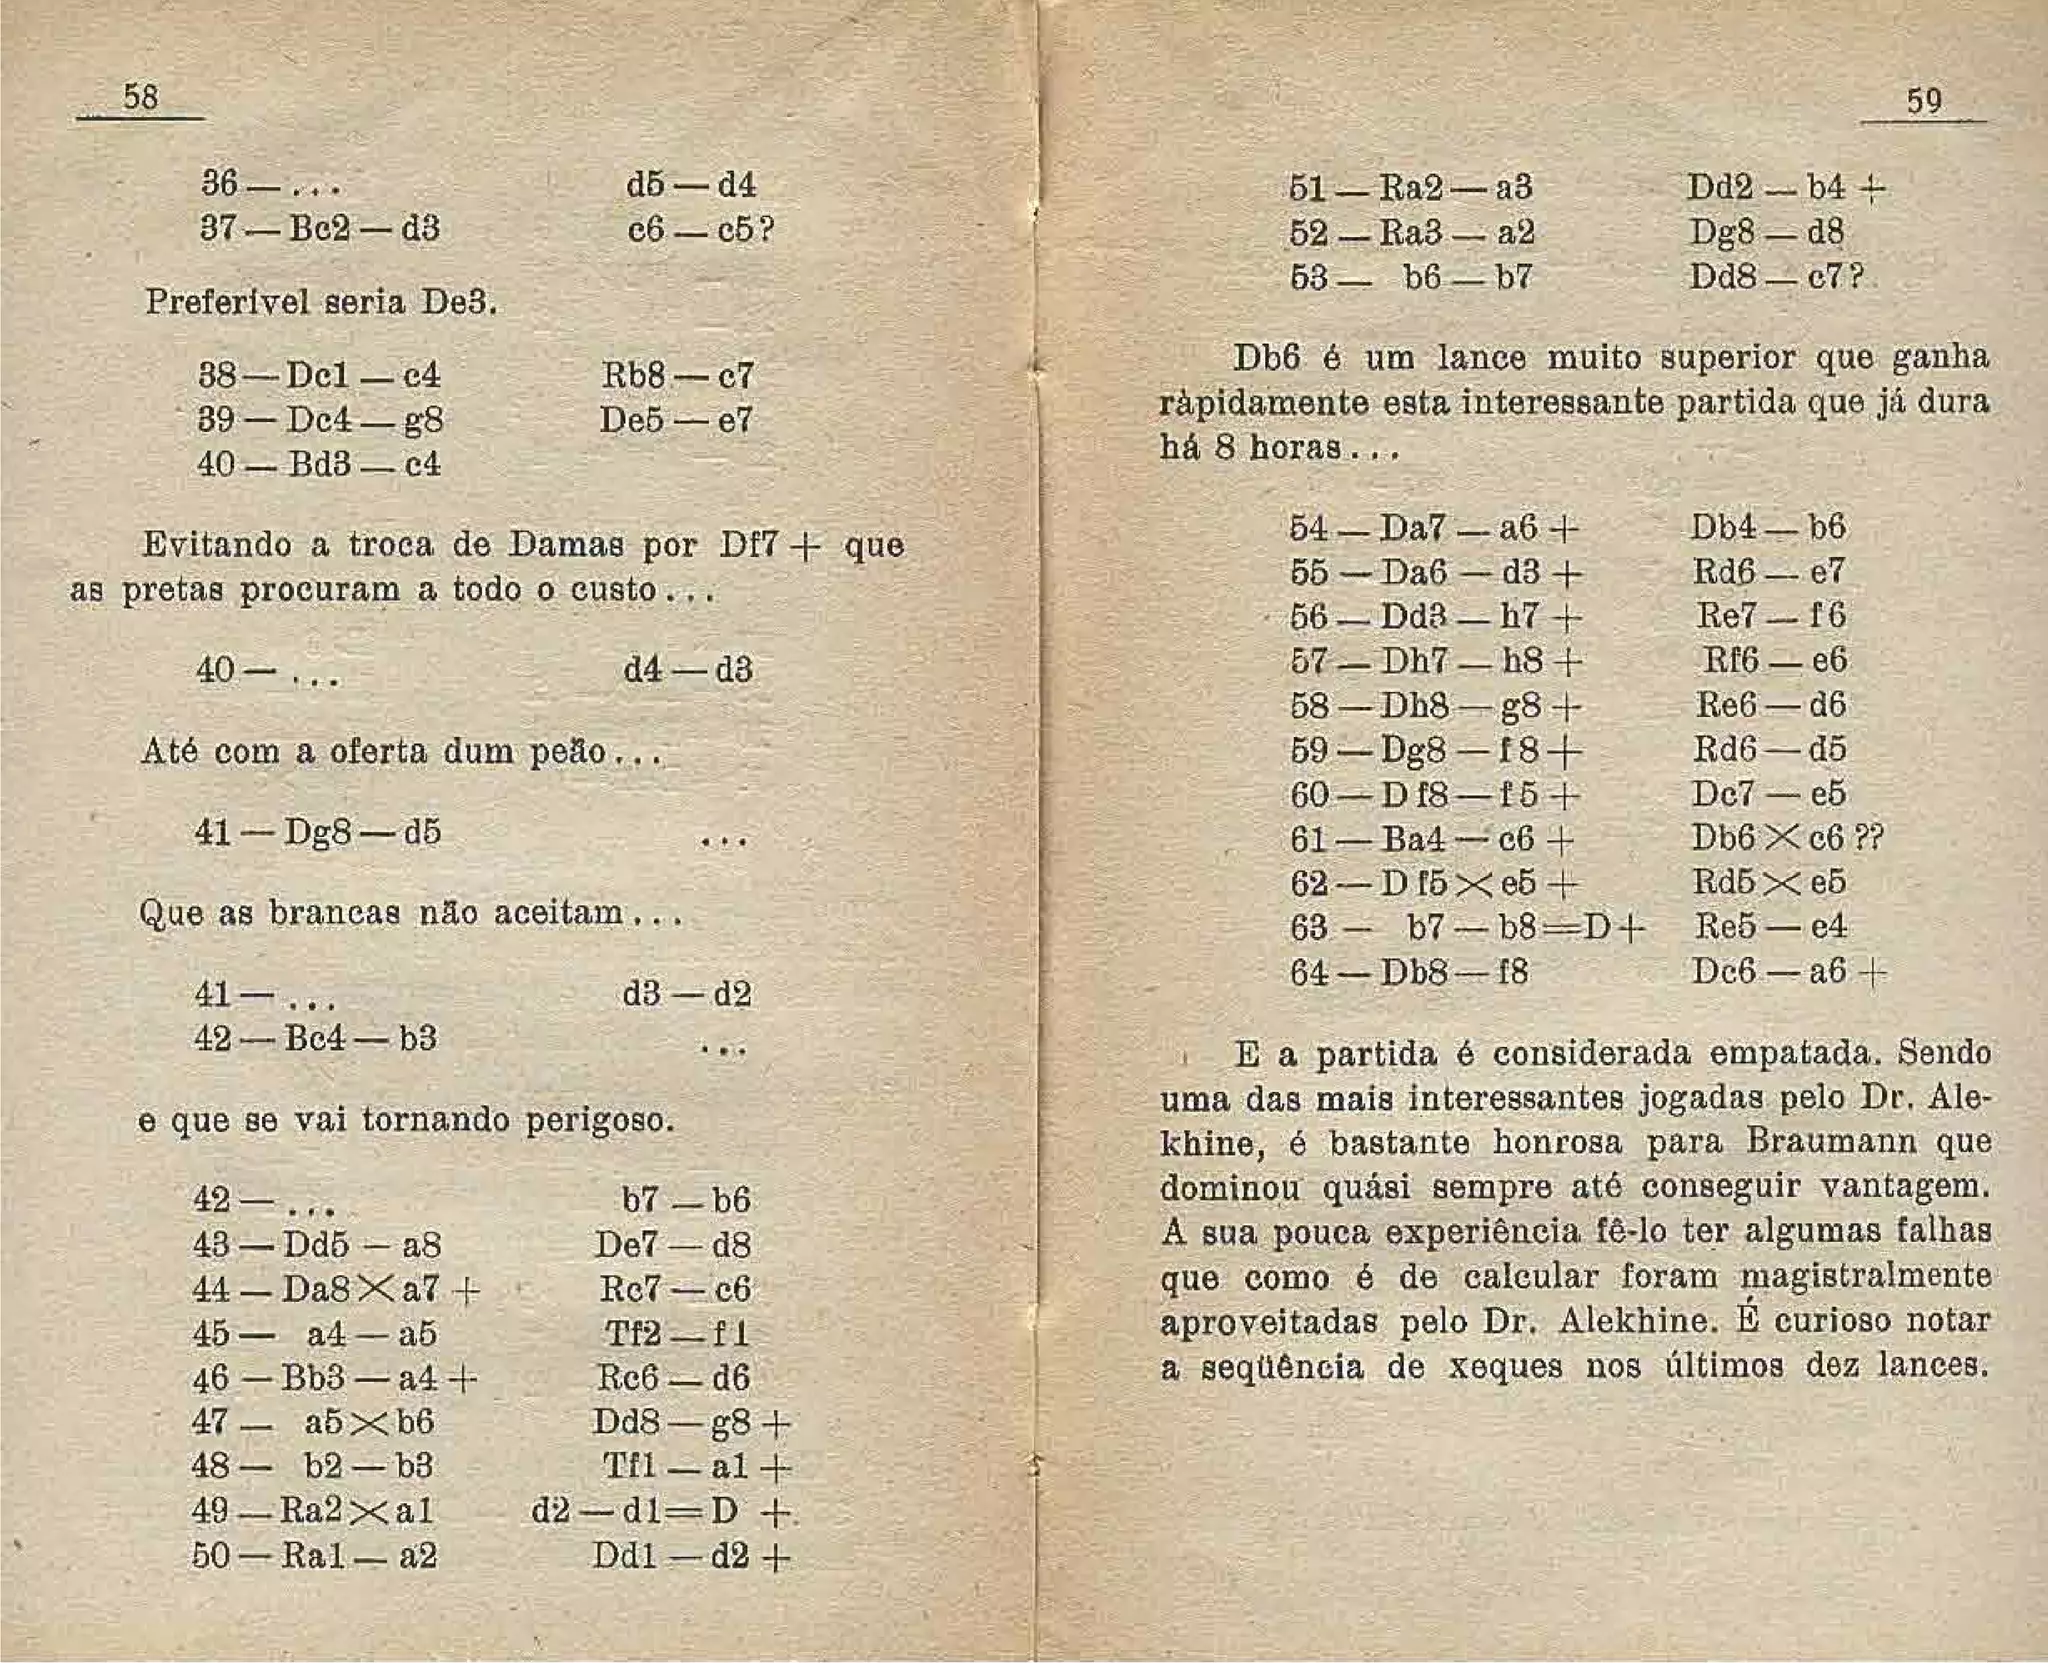 58
36 — ... d5 — d4
37 — Bc2 — d3 c6 — c5?
Preferível seria De3.
38 — Dc1 — c4 Rb8 — c7
39 — Dc4 — g8 De5 — e7
40 — Bd3 — c4
Evitando a troca de Damas por Df7 + que
as pretas procuram a todo o custo...
40 — ... d4 — d3
Até com a oferta dum peão...
41 — Dg8 — d5 ...
Que as brancas não aceitam...
41 — ... d3 — d2
42 — Bc4 — b3 ...
e que se vai tornando perigoso.
42 — ... b7 — b6
43 — Dd5 — a8 De7 — d8
44 — Da8 × a7 + Rc7 — c6
45 — a4 — a5 Tf2 — f1
46 — Bb3 — a4 + Rc6 — d6
47 — a5 × b6 Dd8 — g8 +
48 — b2 — b3 Tf1 — a1 +
49 — Ra2 × a1 d2 — d1 = D +
50 — Ra1 — a2 Dd1 — d2 +
59
51 — Ra2 — a3 Dd2 — b4 +
52 — Ra3 — a2 Dg8 — d8
53 — b6 — b7 Dd8 — c7?
Db6 é um lance muito superior que ganha
ràpidamente esta interessante partida que já dura
há 8 horas...
54 — Da7 — a6 + Db4 — b6
55 — Da6 — d3 + Rd6 — e7
56 — Dd3 — h7 + Re7 — f6
57 — Dh7 — h8 + Rf6 — e6
58 — Dh8 — g8 + Re6 — d6
59 — Dg8 — f8 + Rd6 — d5
60 — Df8 — f5 + Dc7 — e5
61 — Ba4 — c6 + Db6 × c6 ??
62 — Df5 × e5 + Rd5 × e5
63 — b7 — b8 = D + Re5 — e4
64 — Db8 — f8 Dc6 — a6 +
E a partida é considerada empatada. Sendo
uma das mais interessantes jogadas pelo Dr. Ale-
khine, é bastante honrosa para Braumann que
dominou quási sempre até conseguir vantagem.
A sua pouca experiência fê-lo ter algumas falhas
que como é de calcular foram magistralmente
aproveitadas pelo Dr. Alekhine. É curioso notar
a seqüência de xeques nos últimos dez lances.